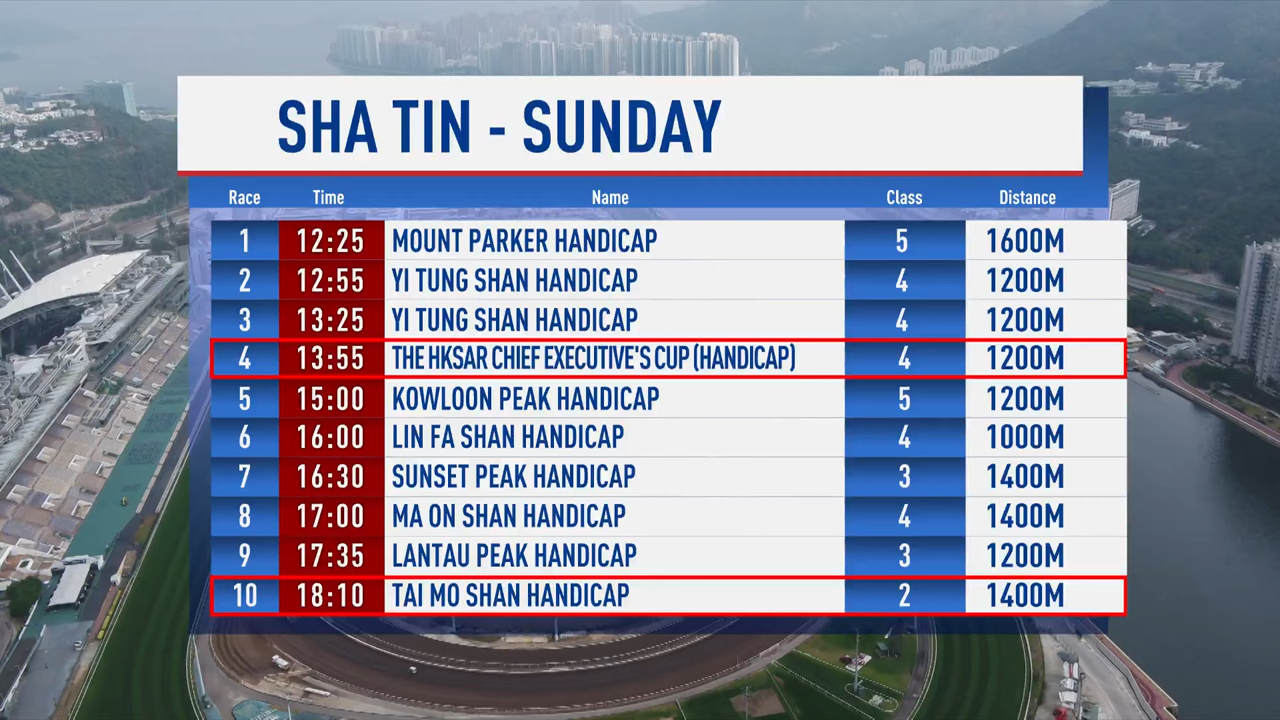 SHA TIN - SUNDAY
Race Time Name Class Distance
1 12:25 MOUNT PARKER HANDICAP 5 1600M
2 12:55 YI TUNG SHAN HANDICAP 4 1200M
3 13:25 YI TUNG SHAN HANDICAP 4 1200M
4 13:55 THE HKSAR CHIEF EXECUTIVE'S CUP (HANDICAP) 4 1200M
5 15:00 KOWLOON PEAK HANDICAP 5 1200M
6 16:00 LIN FA SHAN HANDICAP 4 1000M
7 16:30 SUNSET PEAK HANDICAP 3 1400M
8 17:00 MA ON SHAN HANDICAP 4 1400M
9 17:35 LANTAU PEAK HANDICAP 3 1200M
10 18:10 TAI MO SHAN HANDICAP 2 1400M